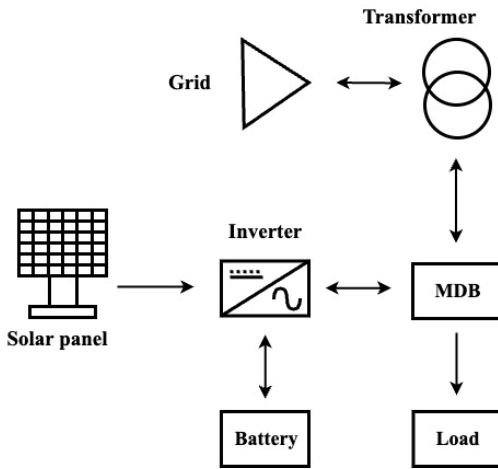 Transformer
Grid
Inverter
MDB
Solar panel
Battery
Load